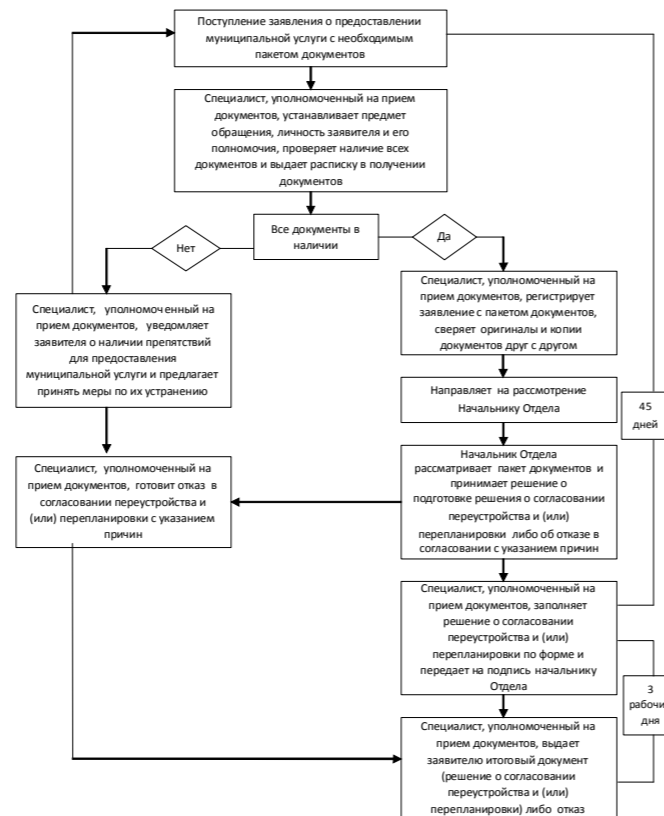 Поступление заявления о предоставлении
муниципальной услуги с необходимым
пакетом документов
Специалист, уполномоченный на прием
документов, устанавливает предмет
обращения, личность заявителя и его
полномочия, проверяет наличие всех
документов и выдает расписку в получении
документов
Все документы в
наличии
Нет
Да
Специалист, уполномоченный на
прием документов, уведомляет
заявителя о наличии препятствий
для предоставления
муниципальной услуги и предлагает
принять меры по их устранению
Специалист, уполномоченный на
прием документов, регистрирует
заявление с пакетом документов,
сверяет оригиналы и копии
документов друг с другом
Направляет на рассмотрение
Начальнику Отдела
45
дней
Специалист, уполномоченный на
прием документов, готовит отказ в
согласовании переустройства и
(или) перепланировки с указанием
причин
Начальник Отдела
рассматривает пакет документов и
принимает решение о
подготовке решения о согласовании
переустройства и (или)
перепланировки либо об отказе в
согласовании с указанием причин
Специалист, уполномоченный на
прием документов, заполняет
решение о согласовании
переустройства и (или)
перепланировки по форме и
передает на подпись начальнику
Отдела
3
рабочи
дня
Специалист, уполномоченный на
прием документов, выдает
заявителю итоговый документ
(решение о согласовании
переустройства и (или)
перепланировки) либо отказ